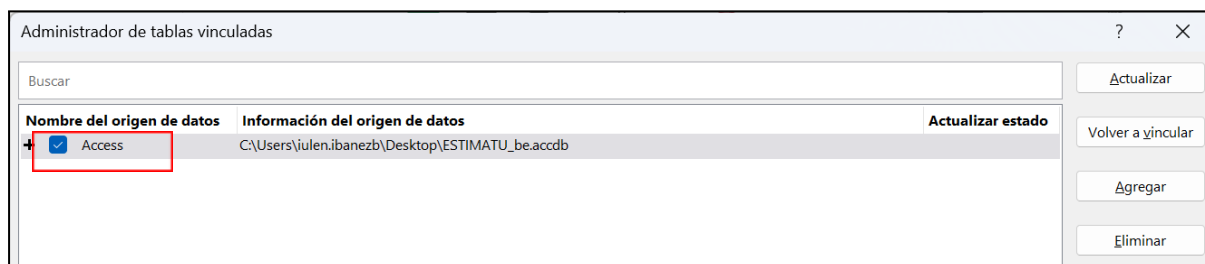 Administrador de tablas vinculadas ? ×
Buscar
Actualizar
Nombre del origen de datos Información del origen de datos Actualizar estado
Access C:\Users\iulen.ibanezb\Desktop\ESTIMATU_be.accdb
Volver a vincular
Agregar
Eliminar